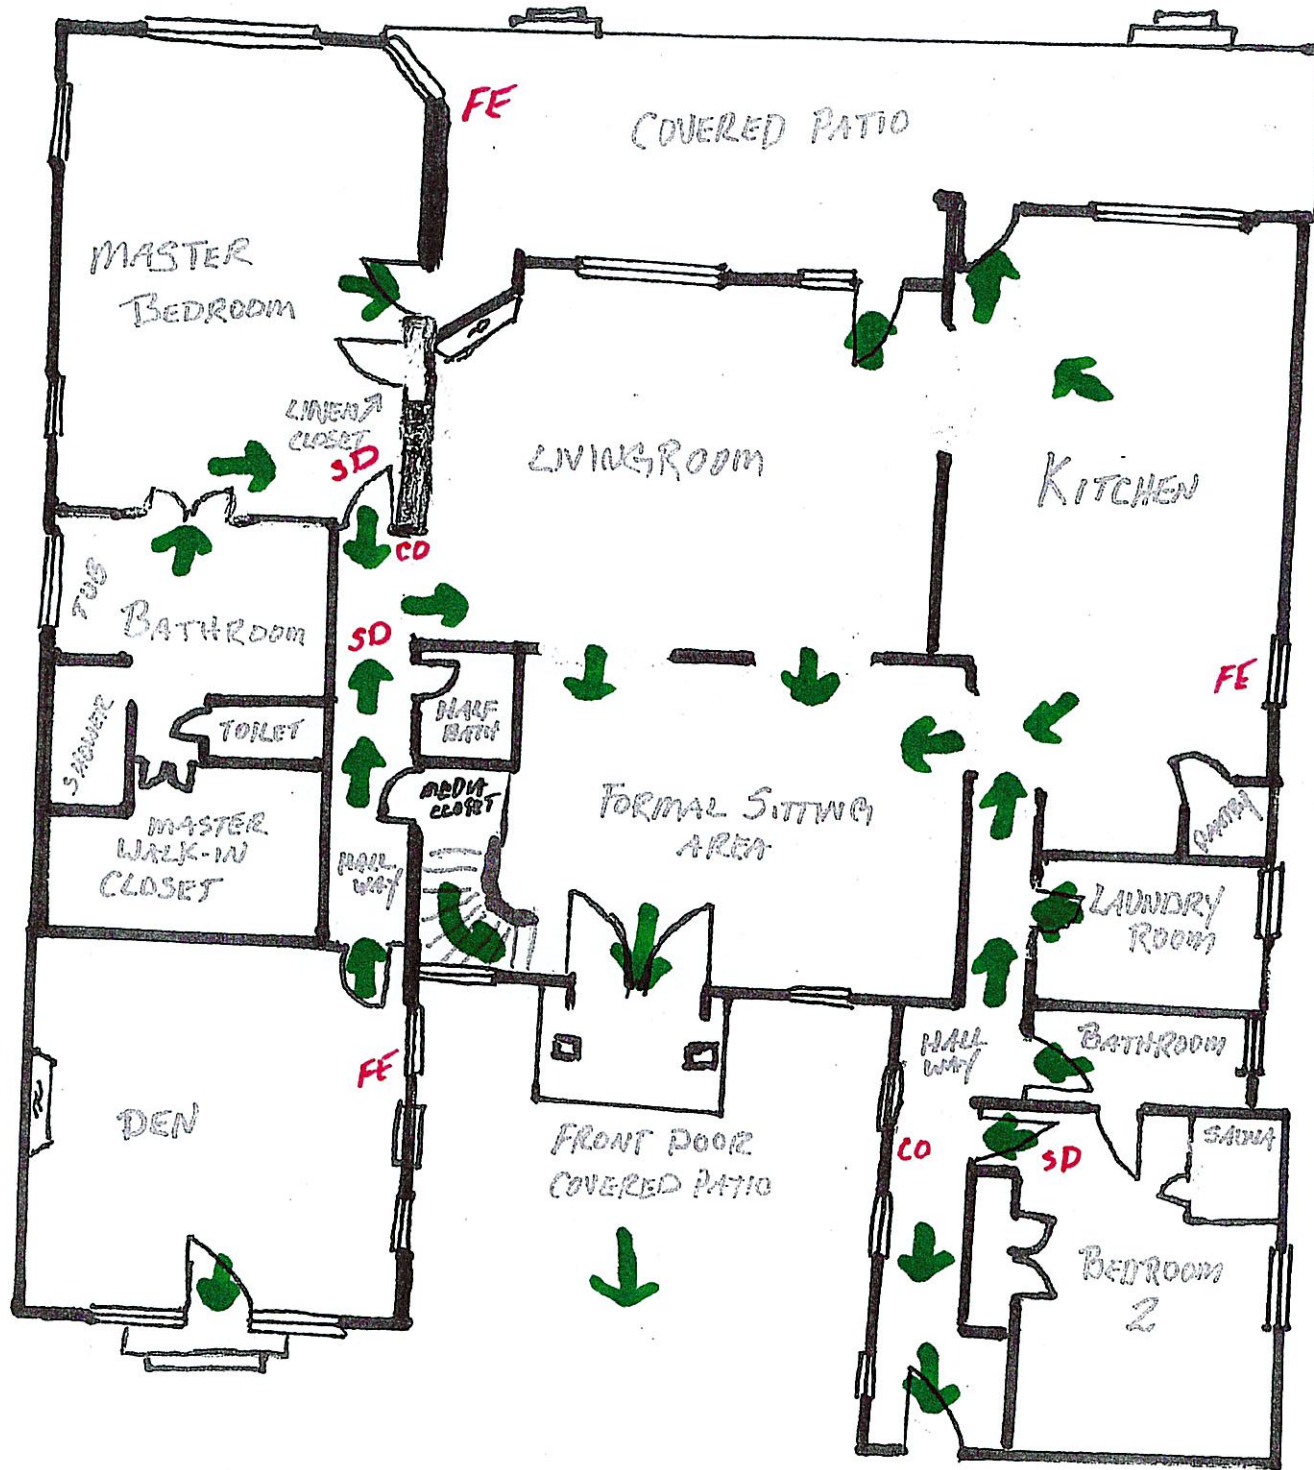 FE
COVERED PATIO
MASTER
BEDROOM
LINEN
CLOSET
SD
LIVINGROOM
KITCHEN
CO
TUB
BATHROOM
SD
HALF
BATH
FE
SHOWER
TOILET
MEDIA
CLOSET
FORMAL SITTING
AREA
PANTRY
MASTER
WALK-IN
CLOSET
HALL
WAY
LAUNDRY
ROOM
HALL
WAY
BATHROOM
FE
DEN
FRONT DOOR
COVERED PATIO
CO
SD
SAUNA
BEDROOM
2